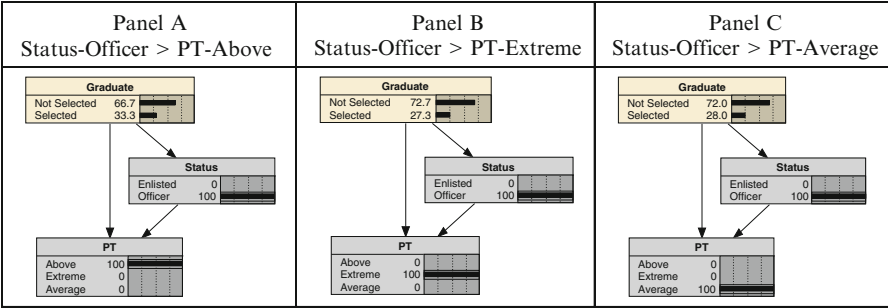 Panel A
Status-Officer > PT-Above
Graduate
Not Selected 66.7
Selected 33.3
Status
Enlisted 0
Officer 100
PT
Above 100
Extreme 0
Average 0
Panel B
Status-Officer > PT-Extreme
Graduate
Not Selected 72.7
Selected 27.3
Status
Enlisted 0
Officer 100
PT
Above 0
Extreme 100
Average 0
Panel C
Status-Officer > PT-Average
Graduate
Not Selected 72.0
Selected 28.0
Status
Enlisted 0
Officer 100
PT
Above 0
Extreme 0
Average 100